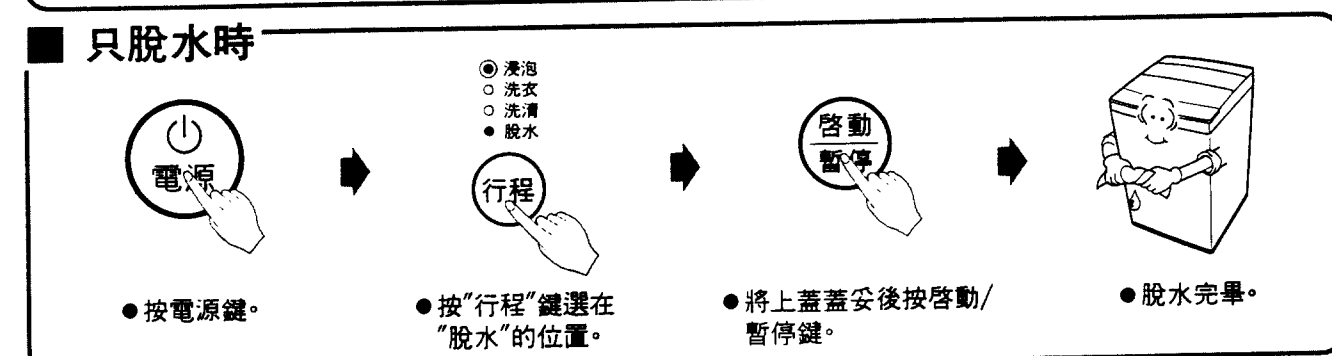 ■ 只脫水時
◉ 浸泡
○ 洗衣
○ 洗清
● 脫水
電源
行程
啓動
暫停
●按電源鍵。
●按"行程"鍵選在
"脫水"的位置。
●將上蓋蓋妥後按啓動/
暫停鍵。
●脫水完畢。